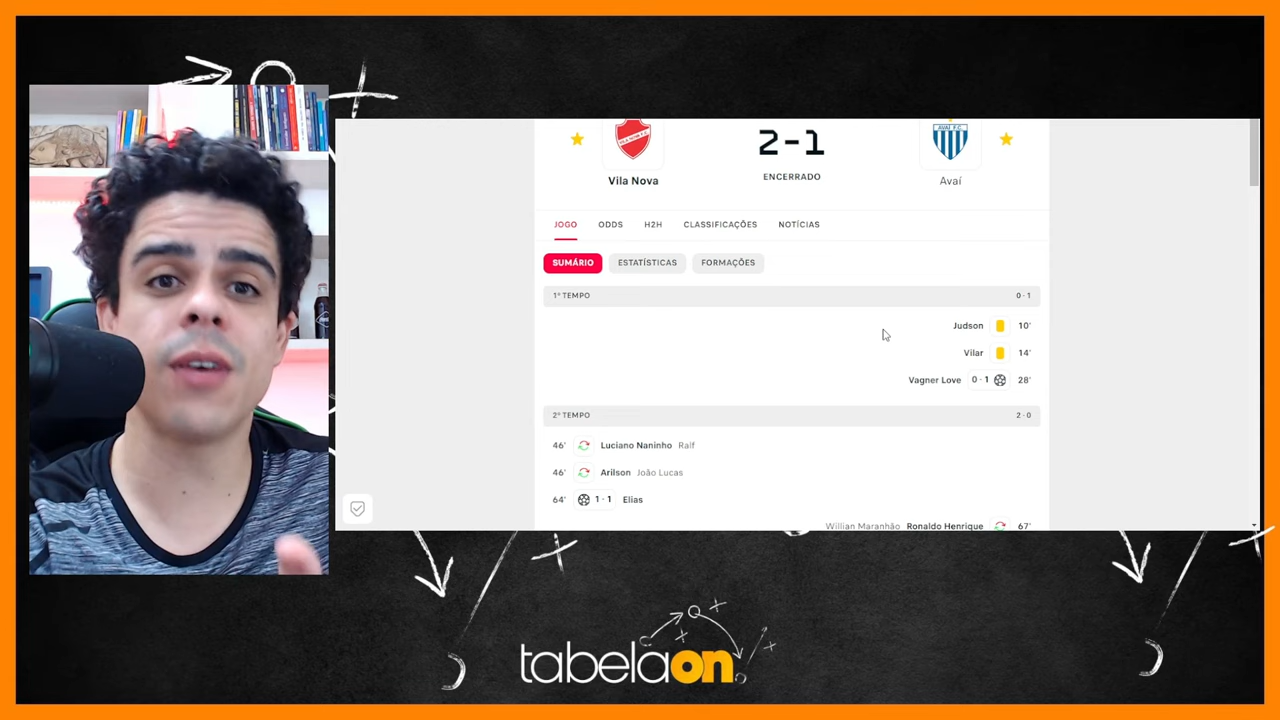 2-1
ENCERRADO
Vila Nova
Avaí
JOGO ODDS H2H CLASSIFICAÇÕES NOTÍCIAS
SUMÁRIO ESTATÍSTICAS FORMAÇÕES
1º TEMPO 0 - 1
Judson 10'
Vilar 14'
Vagner Love 0 - 1 28'
2º TEMPO 2 - 0
46' Luciano Naninho Ralf
46' Arilson João Lucas
64' 1 - 1 Elias
Willian Maranhão Ronaldo Henrique 67'
tabelaon